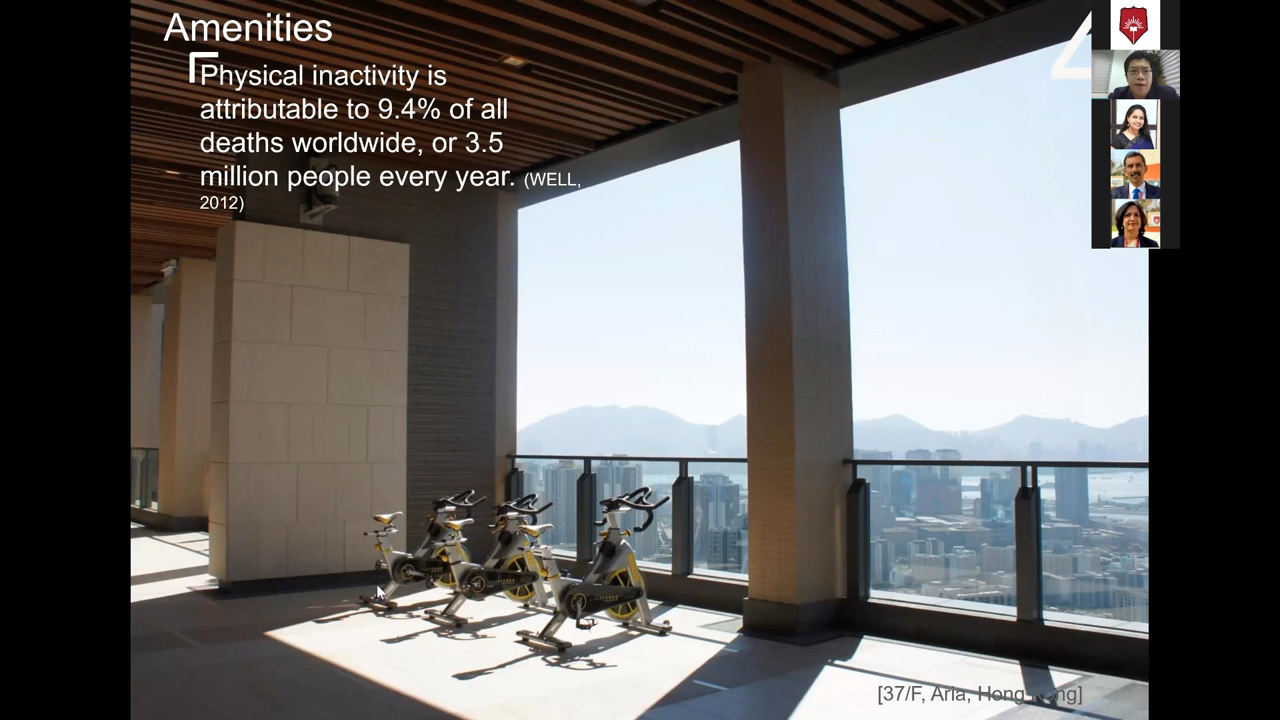 Amenities
Physical inactivity is
attributable to 9.4% of all
deaths worldwide, or 3.5
million people every year. (WELL,
2012)
[37/F, Aria, Hong Kong]